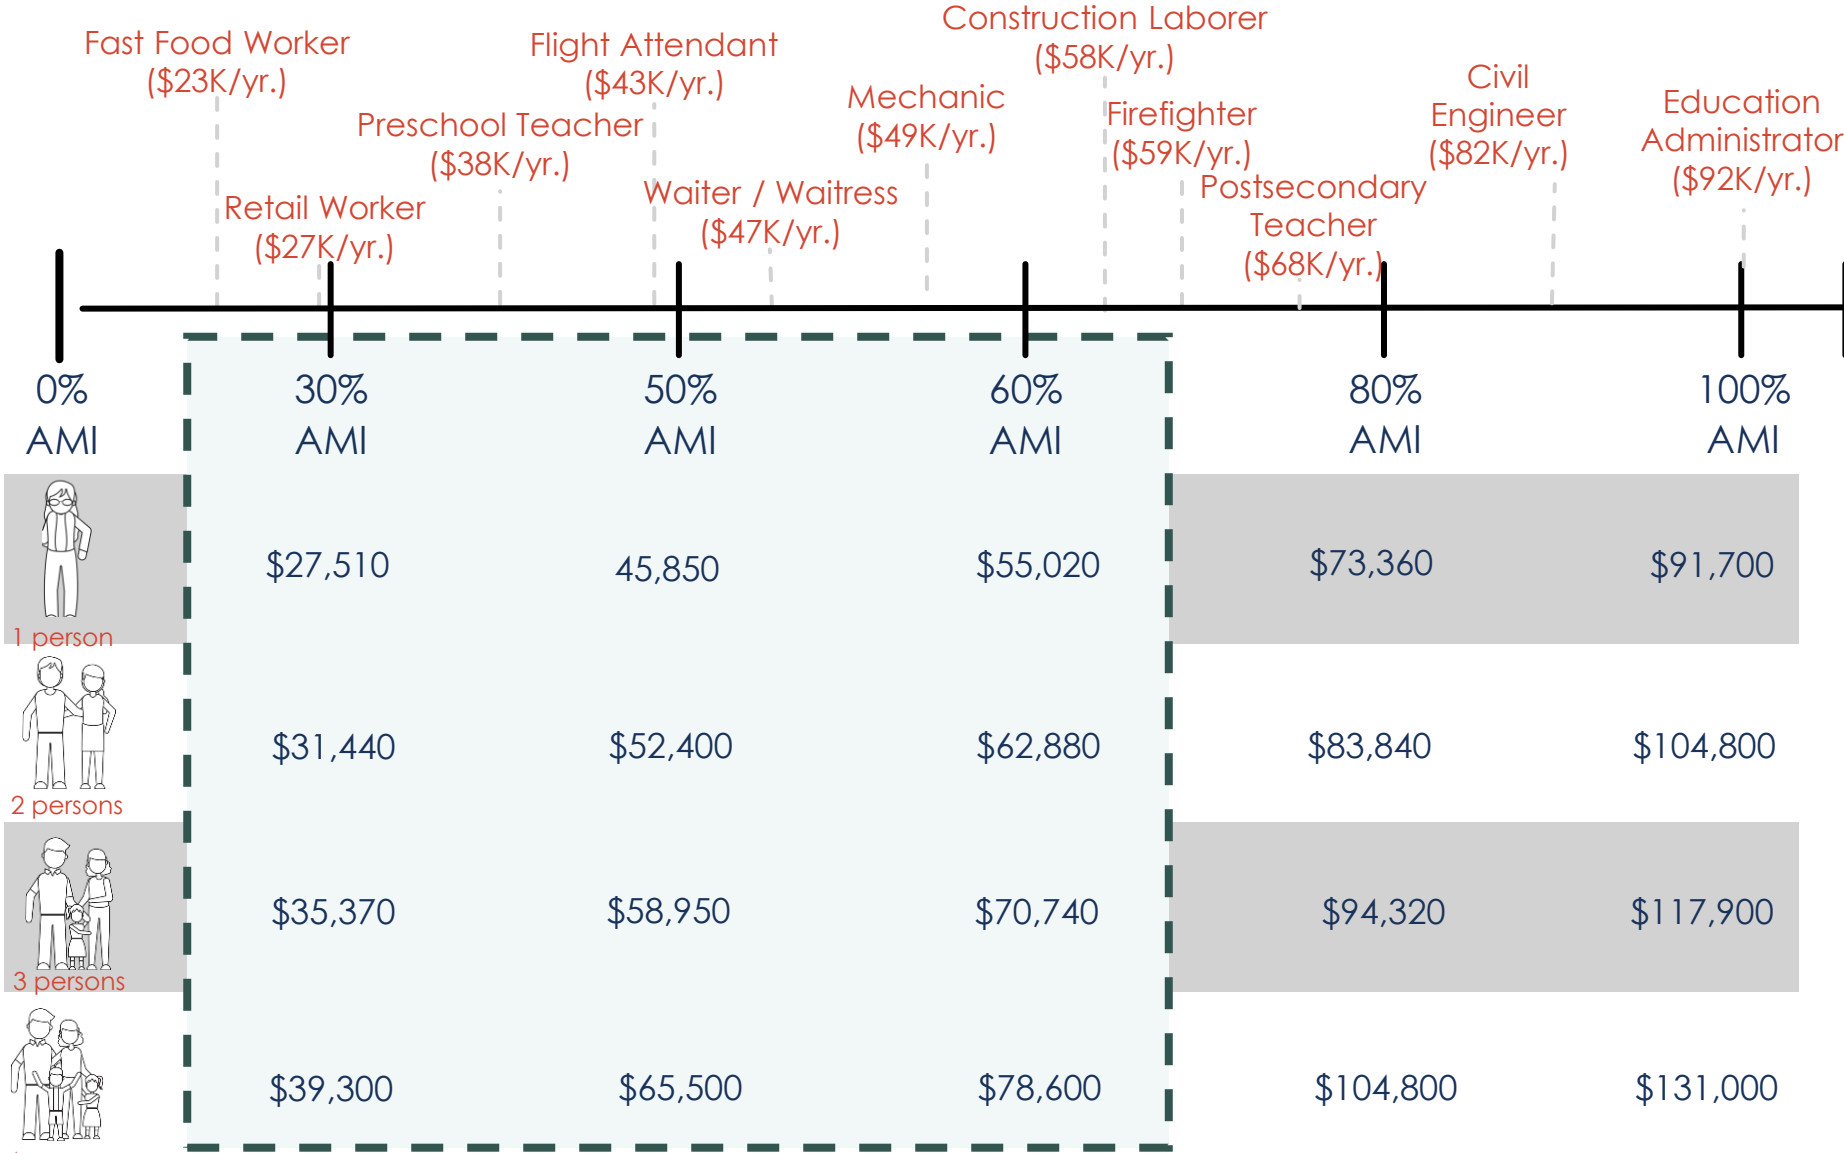 Fast Food Worker
($23K/yr.)
Retail Worker
($27K/yr.)
Preschool Teacher
($38K/yr.)
Flight Attendant
($43K/yr.)
Waiter / Waitress
($47K/yr.)
Mechanic
($49K/yr.)
Construction Laborer
($58K/yr.)
Firefighter
($59K/yr.)
Postsecondary
Teacher
($68K/yr.)
Civil
Engineer
($82K/yr.)
Education
Administrator
($92K/yr.)
0%
AMI
30%
AMI
50%
AMI
60%
AMI
80%
AMI
100%
AMI
1 person
$27,510
45,850
$55,020
$73,360
$91,700
2 persons
$31,440
$52,400
$62,880
$83,840
$104,800
3 persons
$35,370
$58,950
$70,740
$94,320
$117,900
$39,300
$65,500
$78,600
$104,800
$131,000